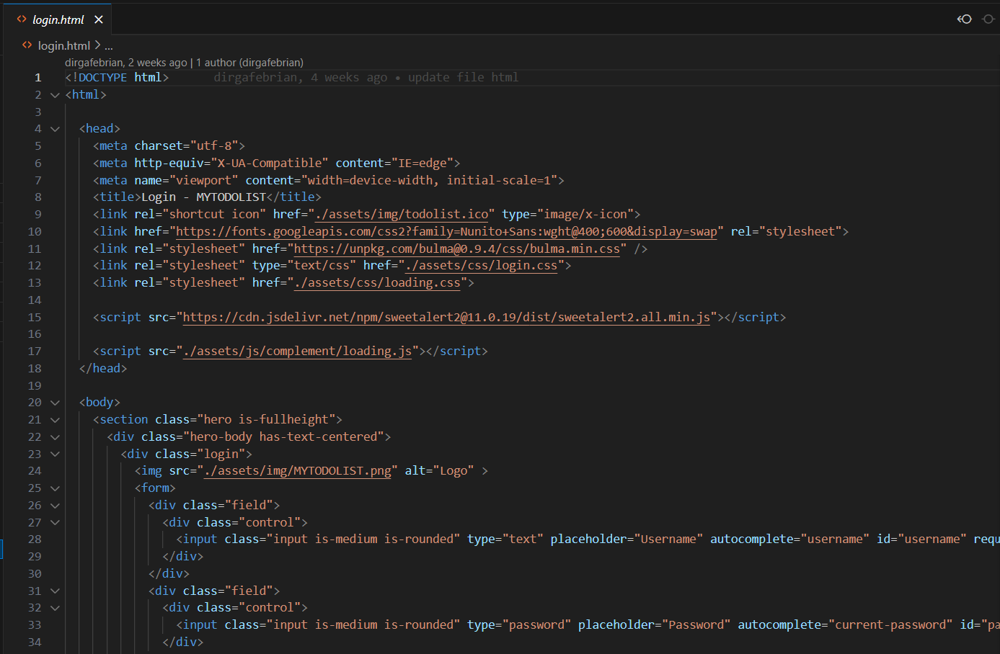 login.html
login.html > ...
dirgafebrian, 2 weeks ago | 1 author (dirgafebrian)
1 <!DOCTYPE html> dirgafebrian, 4 weeks ago • update file html
2 <html>
3
4 <head>
5 <meta charset="utf-8">
6 <meta http-equiv="X-UA-Compatible" content="IE=edge">
7 <meta name="viewport" content="width=device-width, initial-scale=1">
8 <title>Login - MYTODOLIST</title>
9 <link rel="shortcut icon" href="./assets/img/todolist.ico" type="image/x-icon">
10 <link href="https://fonts.googleapis.com/css2?family=Nunito+Sans:wght@400;600&display=swap" rel="stylesheet">
11 <link rel="stylesheet" href="https://unpkg.com/bulma@0.9.4/css/bulma.min.css" />
12 <link rel="stylesheet" type="text/css" href="./assets/css/login.css">
13 <link rel="stylesheet" href="./assets/css/loading.css">
14
15 <script src="https://cdn.jsdelivr.net/npm/sweetalert2@11.0.19/dist/sweetalert2.all.min.js"></script>
16
17 <script src="./assets/js/complement/loading.js"></script>
18 </head>
19
20 <body>
21 <section class="hero is-fullheight">
22 <div class="hero-body has-text-centered">
23 <div class="login">
24 <img src="./assets/img/MYTODOLIST.png" alt="Logo" >
25 <form>
26 <div class="field">
27 <div class="control">
28 <input class="input is-medium is-rounded" type="text" placeholder="Username" autocomplete="username" id="username" requ
29 </div>
30 </div>
31 <div class="field">
32 <div class="control">
33 <input class="input is-medium is-rounded" type="password" placeholder="Password" autocomplete="current-password" id="pa
34 </div>